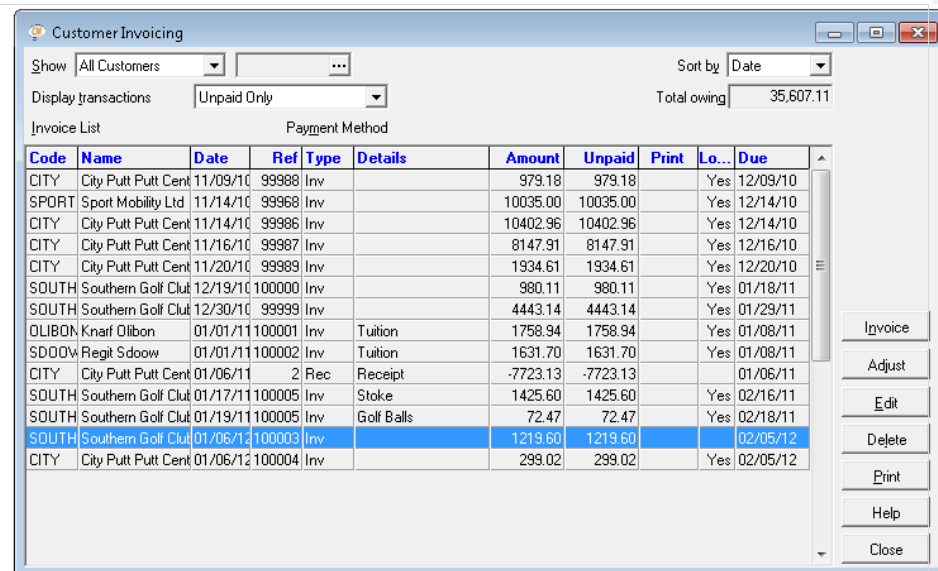 Customer Invoicing
Show All Customers ... Sort by Date
Display transactions Unpaid Only Total owing 35,607.11
Invoice List Payment Method
Code Name Date Ref Type Details Amount Unpaid Print Lo... Due
CITY City Putt Putt Cent 11/09/10 99988 Inv 979.18 979.18 Yes 12/09/10
SPORT Sport Mobility Ltd 11/14/10 99968 Inv 10035.00 10035.00 Yes 12/14/10
CITY City Putt Putt Cent 11/14/10 99986 Inv 10402.96 10402.96 Yes 12/14/10
CITY City Putt Putt Cent 11/16/10 99987 Inv 8147.91 8147.91 Yes 12/16/10
CITY City Putt Putt Cent 11/20/10 99989 Inv 1934.61 1934.61 Yes 12/20/10
SOUTH Southern Golf Club 12/19/10 100000 Inv 980.11 980.11 Yes 01/18/11
SOUTH Southern Golf Club 12/30/10 99999 Inv 4443.14 4443.14 Yes 01/29/11
OLIBON Knarf Olibon 01/01/11 100001 Inv Tuition 1758.94 1758.94 Yes 01/08/11
SDOOW Regit Sdoow 01/01/11 100002 Inv Tuition 1631.70 1631.70 Yes 01/08/11
CITY City Putt Putt Cent 01/06/11 2 Rec Receipt -7723.13 -7723.13 01/06/11
SOUTH Southern Golf Club 01/17/11 100005 Inv Stoke 1425.60 1425.60 Yes 02/16/11
SOUTH Southern Golf Club 01/19/11 100005 Inv Golf Balls 72.47 72.47 Yes 02/18/11
SOUTH Southern Golf Club 01/06/12 100003 Inv 1219.60 1219.60 02/05/12
CITY City Putt Putt Cent 01/06/12 100004 Inv 299.02 299.02 Yes 02/05/12
Invoice
Adjust
Edit
Delete
Print
Help
Close